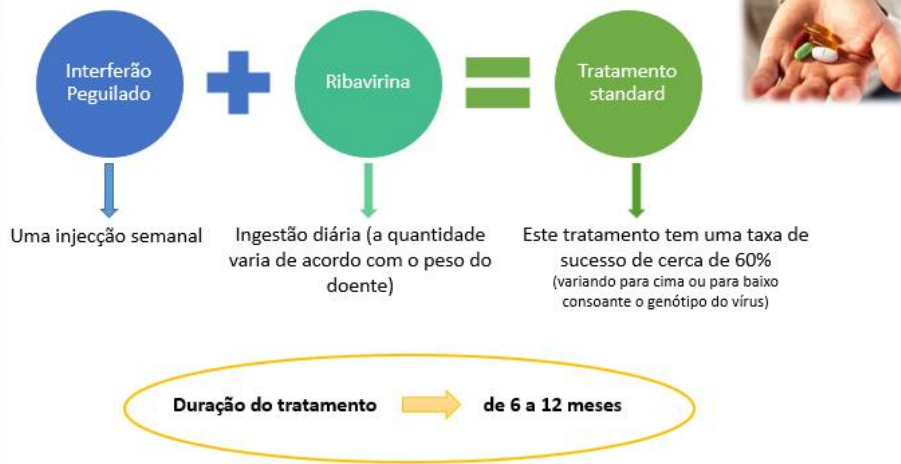 Interferão
Peguilado
Ribavirina
Tratamento
standard
Uma injecção semanal
Ingestão diária (a quantidade
varia de acordo com o peso do
doente)
Este tratamento tem uma taxa de
sucesso de cerca de 60%
(variando para cima ou para baixo
consoante o genótipo do vírus)
Duração do tratamento
de 6 a 12 meses